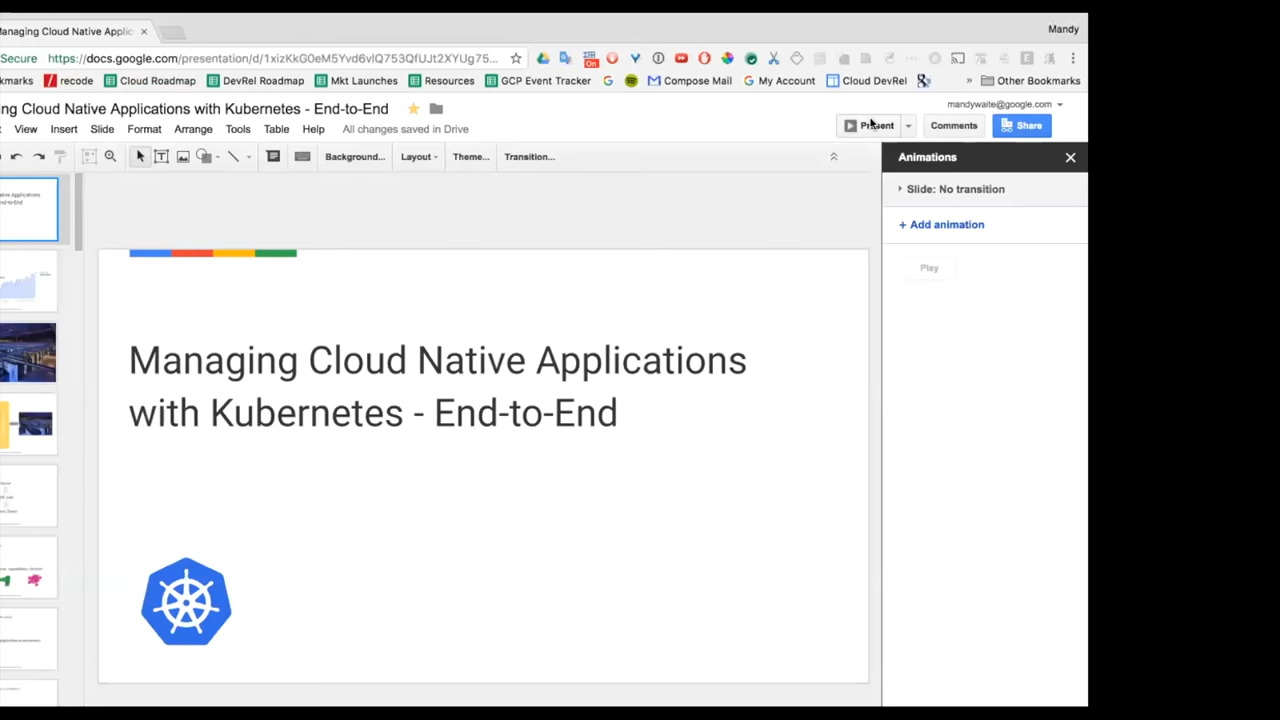 Managing Cloud Native Applic
Mandy
Secure https://docs.google.com/presentation/d/1xizKkG0eM5Yvd6vlQ753QfUJt2XYUg75...
On
kmarks recode Cloud Roadmap DevRel Roadmap Mkt Launches Resources GCP Event Tracker Compose Mail My Account Cloud DevRel » Other Bookmarks
ng Cloud Native Applications with Kubernetes - End-to-End
mandywaite@google.com
View Insert Slide Format Arrange Tools Table Help All changes saved in Drive
Present Comments Share
Background... Layout Theme... Transition...
Animations
Slide: No transition
+ Add animation
Play
Managing Cloud Native Applications
with Kubernetes - End-to-End